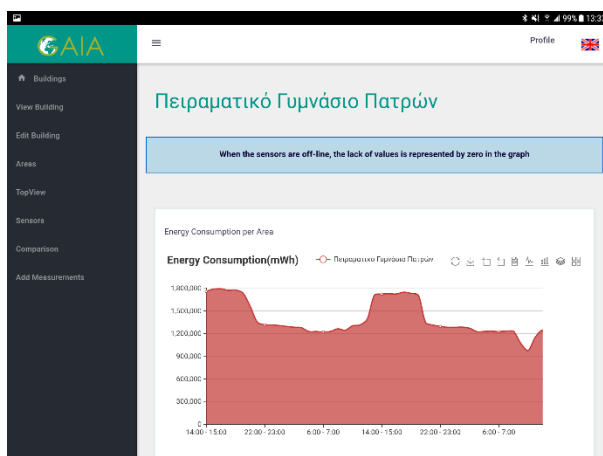 99% 13:33
GAIA
Profile
Buildings
View Building
Edit Building
Areas
TopView
Sensors
Comparison
Add Messurements
Πειραματικό Γυμνάσιο Πατρών
When the sensors are off-line, the lack of values is represented by zero in the graph
Energy Consumption per Area
Energy Consumption(mWh)
Πειραματικο Γυμνάσιο Πατρών
1,800,000
1,500,000
1,200,000
900,000
600,000
300,000
0
14:00 - 15:00 22:00 - 23:00 6:00 - 7:00 14:00 - 15:00 22:00 - 23:00 6:00 - 7:00